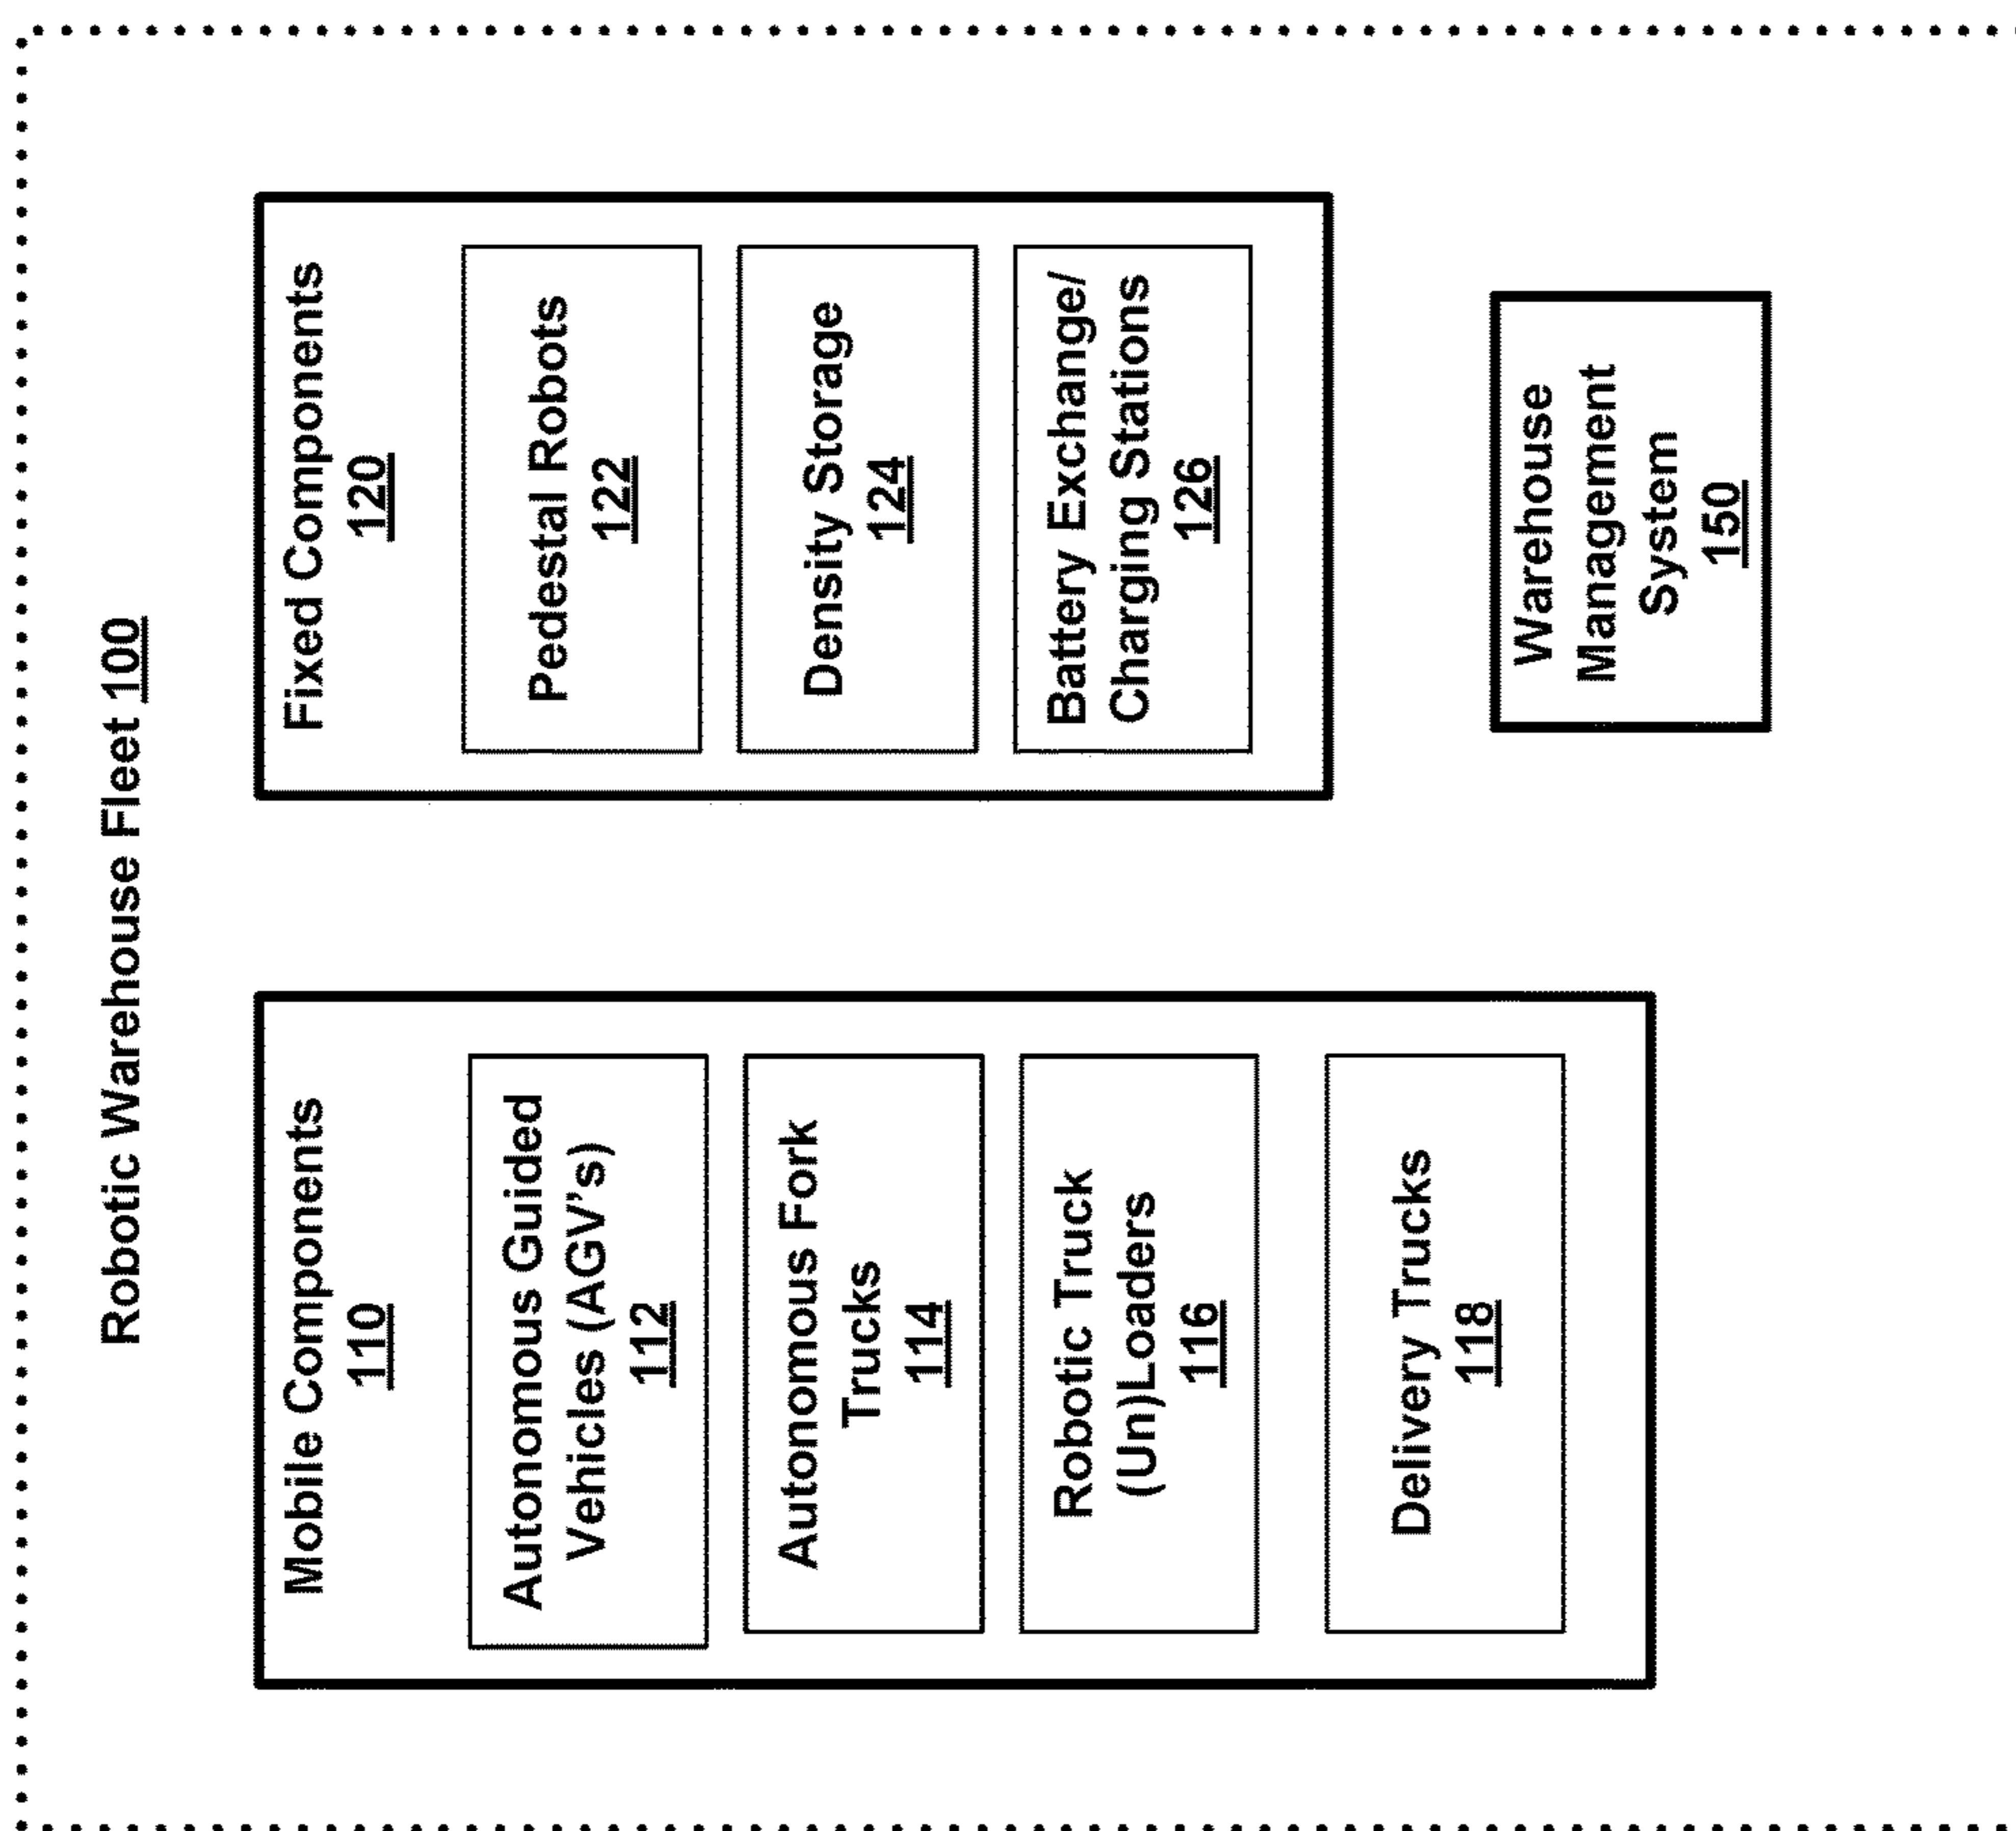 Robotic Warehouse Fleet 100
Mobile Components
110
Autonomous Guided
Vehicles (AGV's)
112
Autonomous Fork
Trucks
114
Robotic Truck
(Un)Loaders
116
Delivery Trucks
118
Fixed Components
120
Pedestal Robots
122
Density Storage
124
Battery Exchange/
Charging Stations
126
Warehouse
Management
System
150